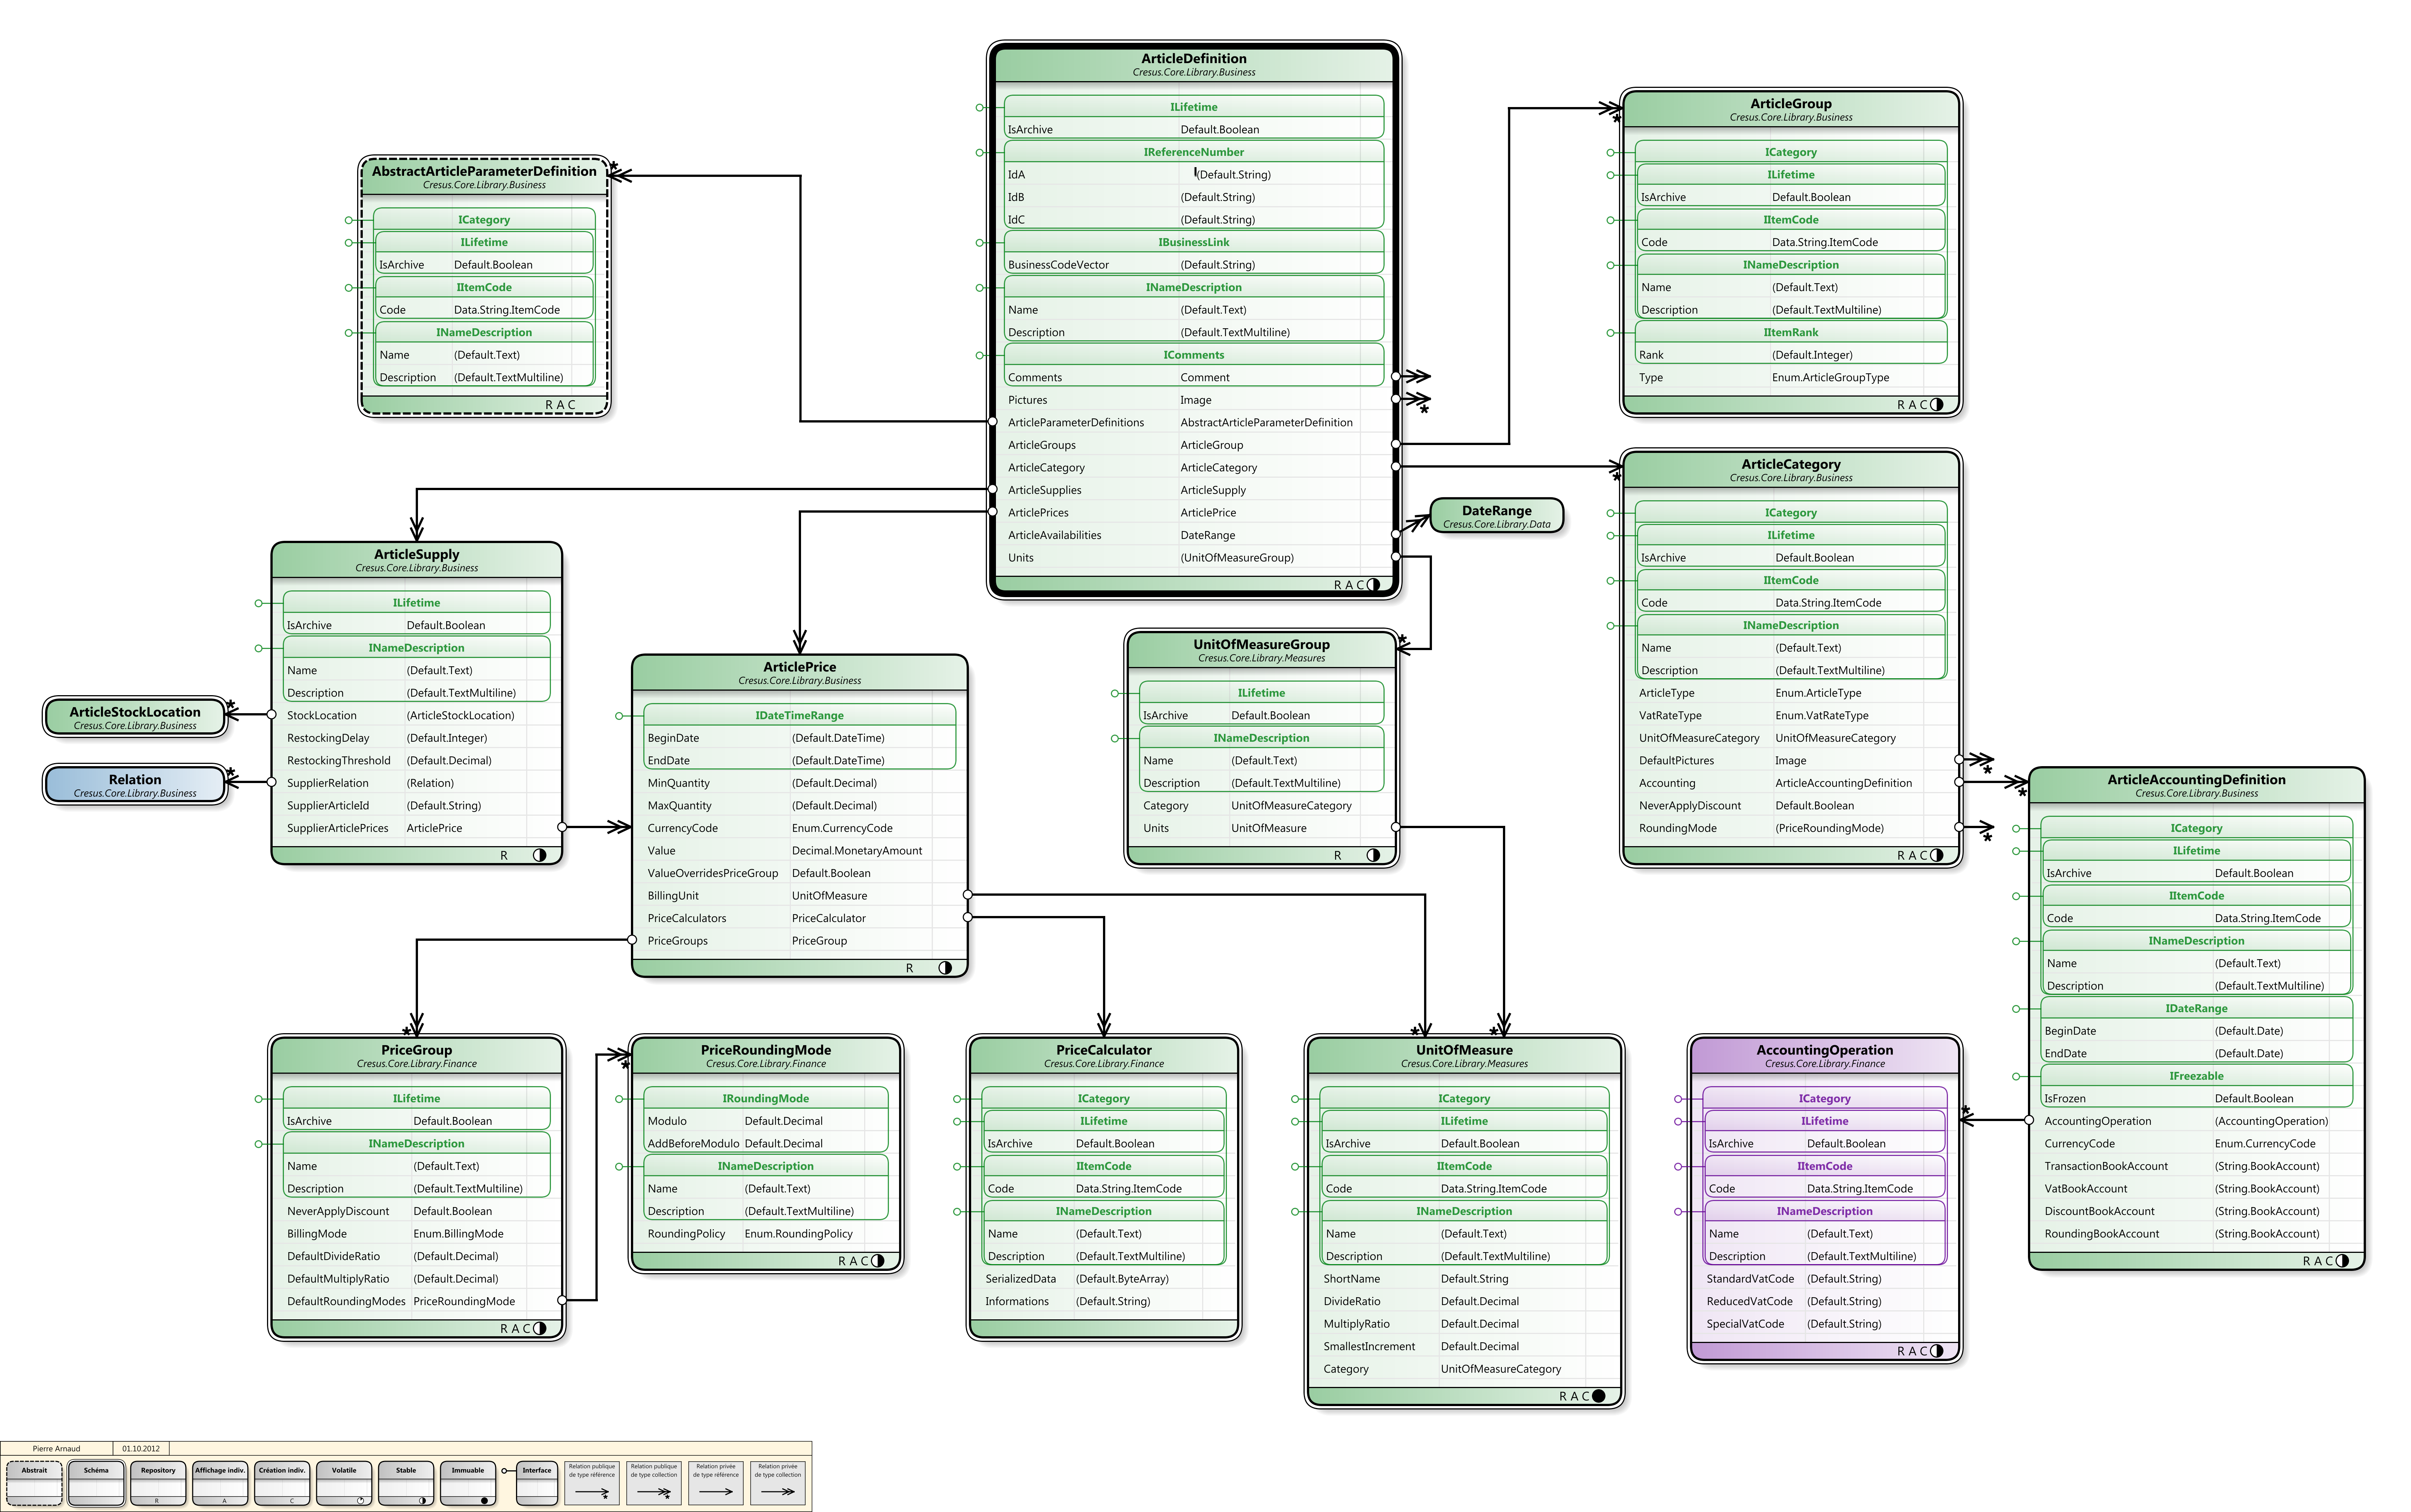 ArticleDefinition
Cresus.Core.Library.Business
ILifetime
IsArchive Default.Boolean
IReferenceNumber
IdA (Default.String)
IdB (Default.String)
IdC (Default.String)
IBusinessLink
BusinessCodeVector (Default.String)
INameDescription
Name (Default.Text)
Description (Default.TextMultiline)
IComments
Comments Comment
Pictures Image
ArticleParameterDefinitions AbstractArticleParameterDefinition
ArticleGroups ArticleGroup
ArticleCategory ArticleCategory
ArticleSupplies ArticleSupply
ArticlePrices ArticlePrice
ArticleAvailabilities DateRange
Units (UnitOfMeasureGroup)
R A C
ArticleGroup
Cresus.Core.Library.Business
ICategory
ILifetime
IsArchive Default.Boolean
IItemCode
Code Data.String.ItemCode
INameDescription
Name (Default.Text)
Description (Default.TextMultiline)
IItemRank
Rank (Default.Integer)
Type Enum.ArticleGroupType
R A C
AbstractArticleParameterDefinition
Cresus.Core.Library.Business
ICategory
ILifetime
IsArchive Default.Boolean
IItemCode
Code Data.String.ItemCode
INameDescription
Name (Default.Text)
Description (Default.TextMultiline)
R A C
ArticleCategory
Cresus.Core.Library.Business
ICategory
ILifetime
IsArchive Default.Boolean
IItemCode
Code Data.String.ItemCode
INameDescription
Name (Default.Text)
Description (Default.TextMultiline)
ArticleType Enum.ArticleType
VatRateType Enum.VatRateType
UnitOfMeasureCategory UnitOfMeasureCategory
DefaultPictures Image
Accounting ArticleAccountingDefinition
NeverApplyDiscount Default.Boolean
RoundingMode (PriceRoundingMode)
R A C
DateRange
Cresus.Core.Library.Data
ArticleSupply
Cresus.Core.Library.Business
ILifetime
IsArchive Default.Boolean
INameDescription
Name (Default.Text)
Description (Default.TextMultiline)
StockLocation (ArticleStockLocation)
RestockingDelay (Default.Integer)
RestockingThreshold (Default.Decimal)
SupplierRelation (Relation)
SupplierArticleId (Default.String)
SupplierArticlePrices ArticlePrice
R
ArticleStockLocation
Cresus.Core.Library.Business
Relation
Cresus.Core.Library.Business
ArticlePrice
Cresus.Core.Library.Business
IDateTimeRange
BeginDate (Default.DateTime)
EndDate (Default.DateTime)
MinQuantity (Default.Decimal)
MaxQuantity (Default.Decimal)
CurrencyCode Enum.CurrencyCode
Value Decimal.MonetaryAmount
ValueOverridesPriceGroup Default.Boolean
BillingUnit UnitOfMeasure
PriceCalculators PriceCalculator
PriceGroups PriceGroup
R
UnitOfMeasureGroup
Cresus.Core.Library.Measures
ILifetime
IsArchive Default.Boolean
INameDescription
Name (Default.Text)
Description (Default.TextMultiline)
Category UnitOfMeasureCategory
Units UnitOfMeasure
R
ArticleAccountingDefinition
Cresus.Core.Library.Business
ICategory
ILifetime
IsArchive Default.Boolean
IItemCode
Code Data.String.ItemCode
INameDescription
Name (Default.Text)
Description (Default.TextMultiline)
IDateRange
BeginDate (Default.Date)
EndDate (Default.Date)
IFreezable
IsFrozen Default.Boolean
AccountingOperation (AccountingOperation)
CurrencyCode Enum.CurrencyCode
TransactionBookAccount (String.BookAccount)
VatBookAccount (String.BookAccount)
DiscountBookAccount (String.BookAccount)
RoundingBookAccount (String.BookAccount)
R A C
PriceGroup
Cresus.Core.Library.Finance
ILifetime
IsArchive Default.Boolean
INameDescription
Name (Default.Text)
Description (Default.TextMultiline)
NeverApplyDiscount Default.Boolean
BillingMode Enum.BillingMode
DefaultDivideRatio (Default.Decimal)
DefaultMultiplyRatio (Default.Decimal)
DefaultRoundingModes PriceRoundingMode
R A C
PriceRoundingMode
Cresus.Core.Library.Finance
IRoundingMode
Modulo Default.Decimal
AddBeforeModulo Default.Decimal
INameDescription
Name (Default.Text)
Description (Default.TextMultiline)
RoundingPolicy Enum.RoundingPolicy
R A C
PriceCalculator
Cresus.Core.Library.Finance
ICategory
ILifetime
IsArchive Default.Boolean
IItemCode
Code Data.String.ItemCode
INameDescription
Name (Default.Text)
Description (Default.TextMultiline)
SerializedData (Default.ByteArray)
Informations (Default.String)
UnitOfMeasure
Cresus.Core.Library.Measures
ICategory
ILifetime
IsArchive Default.Boolean
IItemCode
Code Data.String.ItemCode
INameDescription
Name (Default.Text)
Description (Default.TextMultiline)
ShortName Default.String
DivideRatio Default.Decimal
MultiplyRatio Default.Decimal
SmallestIncrement Default.Decimal
Category UnitOfMeasureCategory
R A C
AccountingOperation
Cresus.Core.Library.Finance
ICategory
ILifetime
IsArchive Default.Boolean
IItemCode
Code Data.String.ItemCode
INameDescription
Name (Default.Text)
Description (Default.TextMultiline)
StandardVatCode (Default.String)
ReducedVatCode (Default.String)
SpecialVatCode (Default.String)
R A C
Pierre Arnaud 01.10.2012
Abstrait
Schéma
Repository
R
Affichage indiv.
A
Création indiv.
C
Volatile
Stable
Immuable
Interface
Relation publique
de type référence
Relation publique
de type collection
Relation privée
de type référence
Relation privée
de type collection